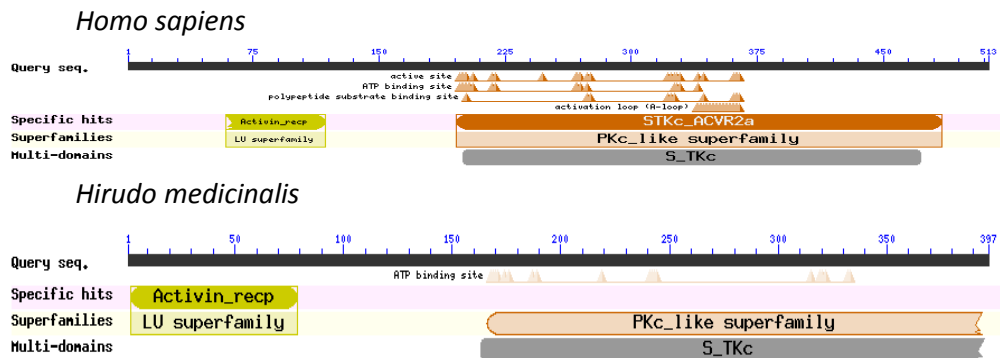 Homo sapiens
1 75 150 225 300 375 450 513
Query seq.
active site
ATP binding site
polypeptide substrate binding site
activation loop (A-loop)
Specific hits Activin_recp STKc_ACVR2a
Superfamilies LU superfamily PKc_like superfamily
Multi-domains S_TKc
Hirudo medicinalis
1 50 100 150 200 250 300 350 397
Query seq.
ATP binding site
Specific hits Activin_recp
Superfamilies LU superfamily PKc_like superfamily
Multi-domains S_TKc